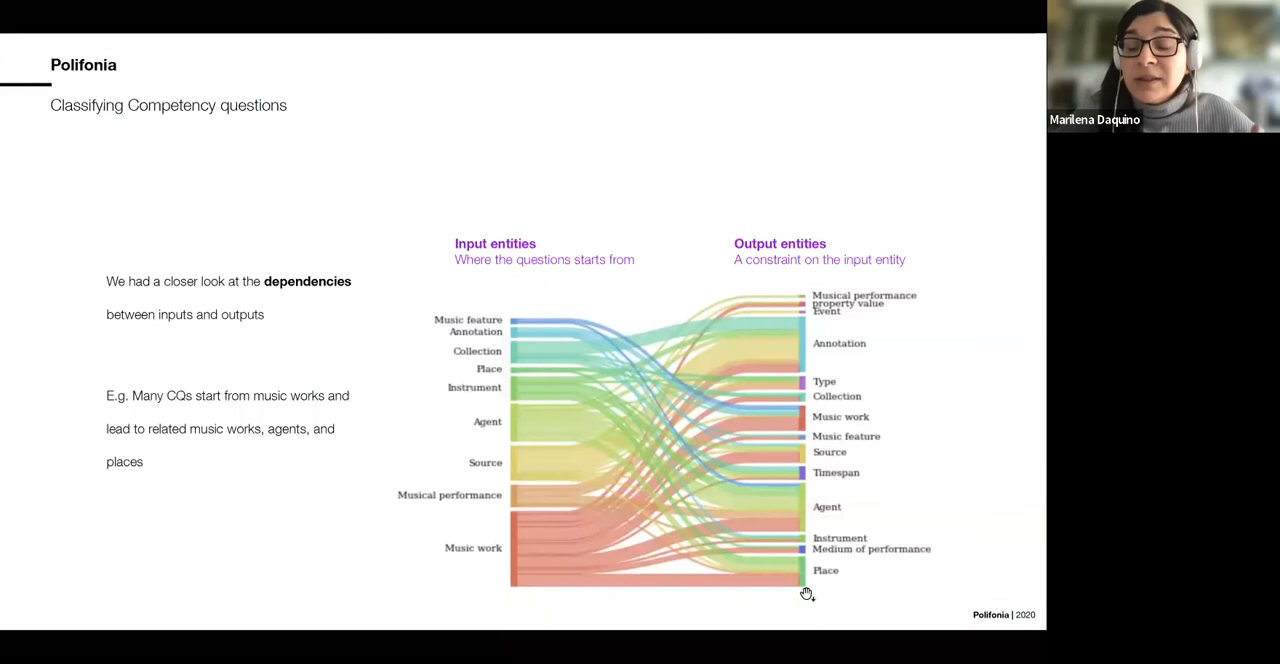 Polifonia
Classifying Competency questions
Marilena Daquino
Input entities
Where the questions starts from
Output entities
A constraint on the input entity
We had a closer look at the dependencies
between inputs and outputs
E.g. Many CQs start from music works and
lead to related music works, agents, and
places
Music feature
Annotation
Collection
Place
Instrument
Agent
Source
Musical performance
Music work
Musical performance
property value
Event
Annotation
Type
Collection
Music work
Music feature
Source
Timespan
Agent
Instrument
Medium of performance
Place
Polifonia | 2020